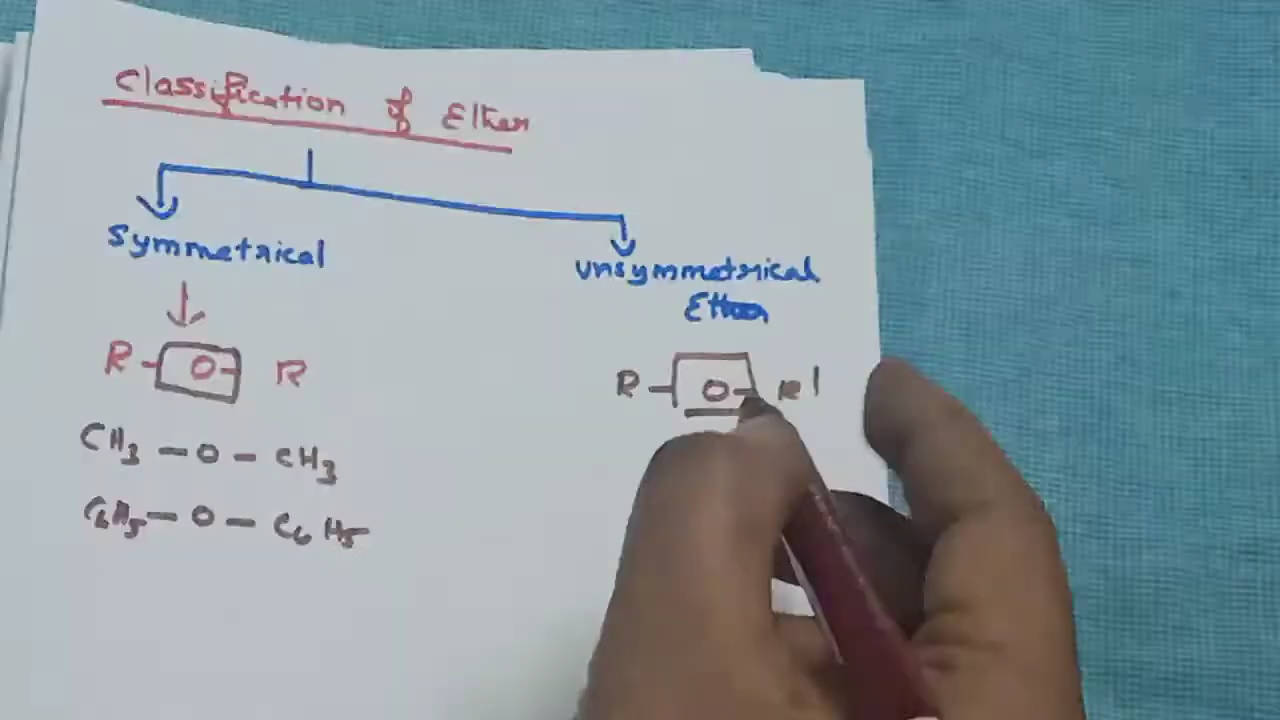 Classification of Ether
Symmetrical
R-O- R
CH3 -O- CH3
C6H5-O-C6H5
unsymmetrical
Ether
R-O-R'